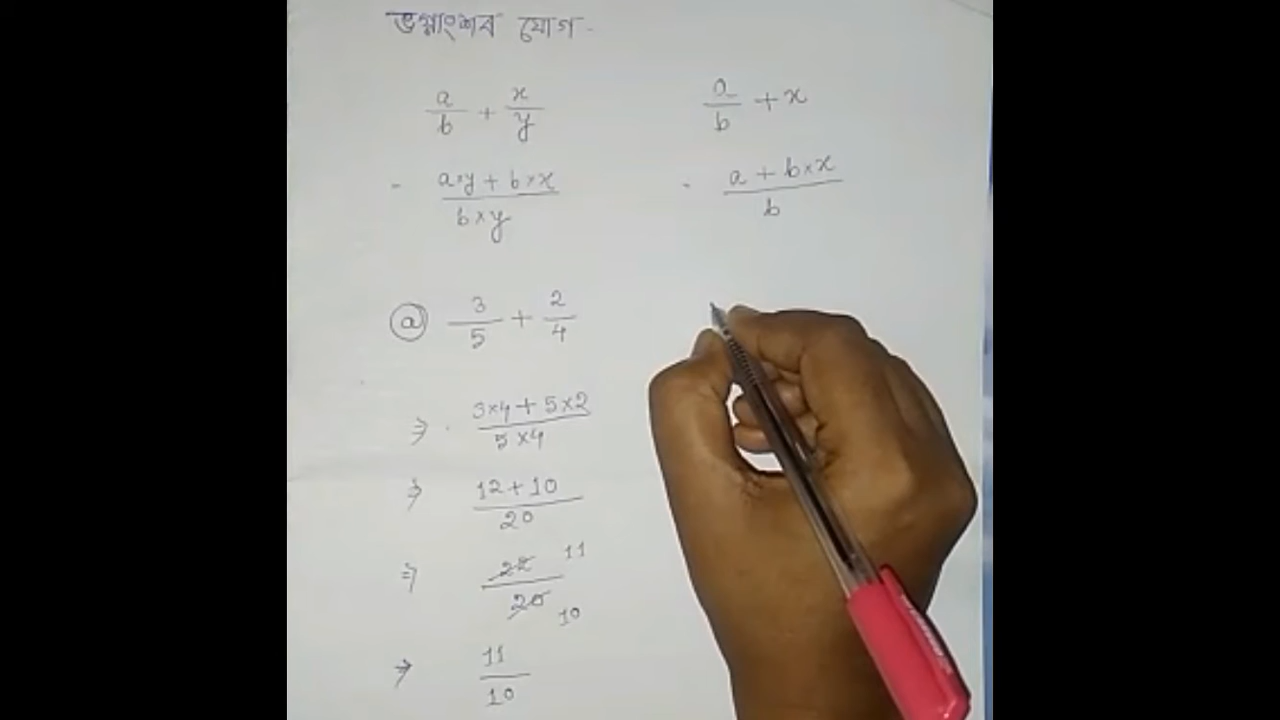 ভগ্নাংশৰ যোগ -
a/b + x/y
= (a×y + b×x)/(b×y)
a/b + x
= (a + b×x)/b
ⓐ 3/5 + 2/4
⇒ (3×4 + 5×2)/(5×4)
⇒ (12 + 10)/20
⇒ 22/20 11/10
⇒ 11/10